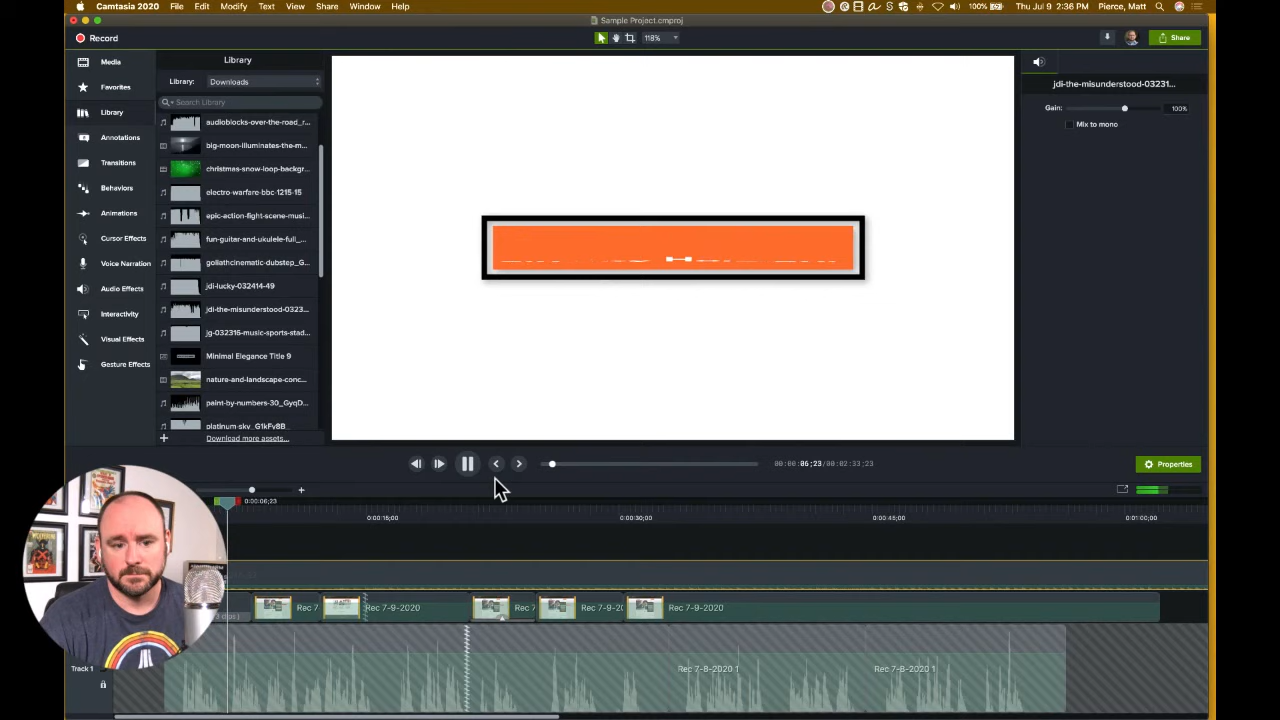 Camtasia 2020 File Edit Modify Text View Share Window Help 100% Thu Jul 9 2:36 PM Pierce, Matt
Sample Project.cmproj
Record 118% Share
Media
Favorites
Library
Annotations
Transitions
Behaviors
Animations
Cursor Effects
Voice Narration
Audio Effects
Interactivity
Visual Effects
Gesture Effects
Library
Library: Downloads
Search Library
audioblocks-over-the-road_r...
big-moon-illuminates-the-m...
christmas-snow-loop-backgr...
electro-warfare-bbc-1215-15
epic-action-fight-scene-musi...
fun-guitar-and-ukulele-full_...
goliathcinematic-dubstep_G...
jdi-lucky-032414-49
jdi-the-misunderstood-0323...
jg-032316-music-sports-stad...
Minimal Elegance Title 9
nature-and-landscape-conc...
paint-by-numbers-30_GyqD...
platinum-sky_G1kFy8B_
Download more assets...
jdi-the-misunderstood-03231...
Gain: 100%
Mix to mono
00:00:06;23/00:02:33;23
Properties
0:00:06;23
0:00:15;00 0:00:30;00 0:00:45;00 0:01:00;00
Rec 7 Rec 7-9-2020 Rec 7 Rec 7-9-2( Rec 7-9-2020
Track 1 Rec 7-8-2020 1 Rec 7-8-2020 1